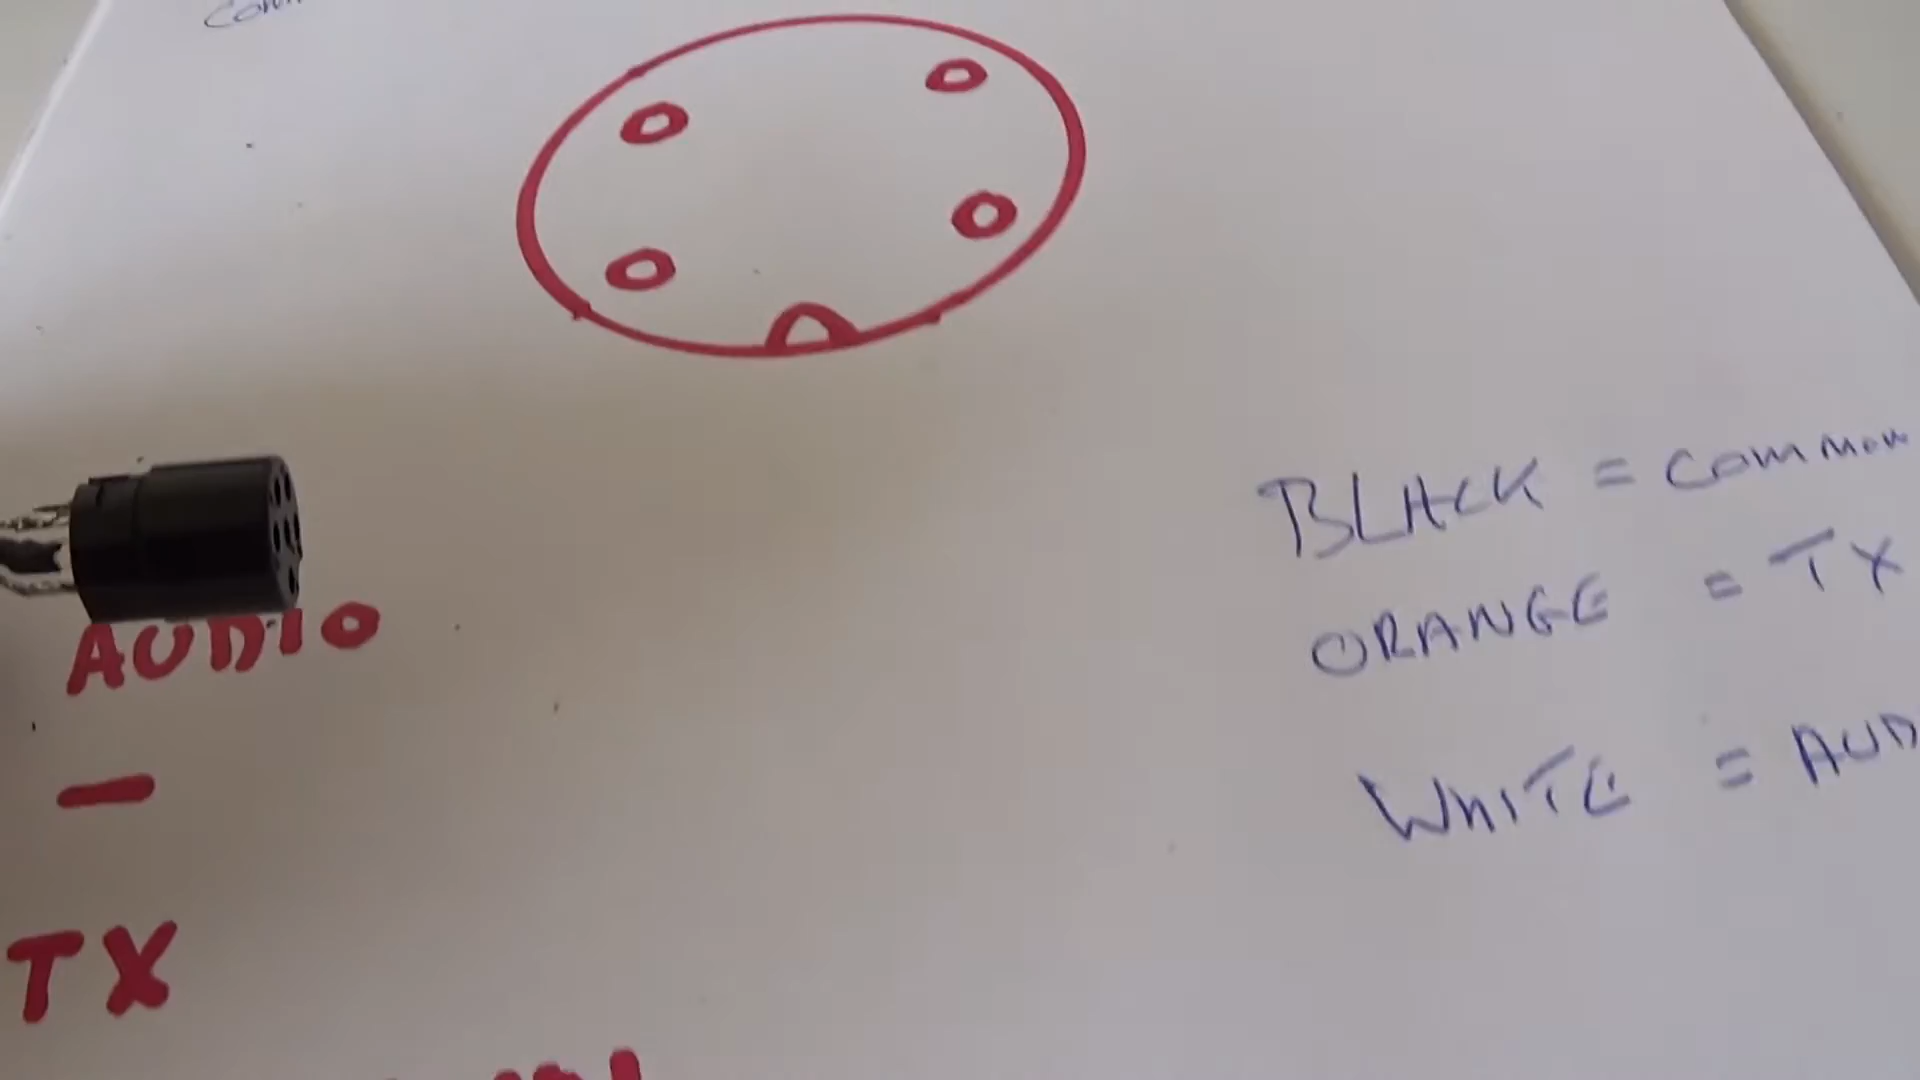 BLACK = COMMON
ORANGE = TX
AUDIO
WHITE = AUD
-
TX